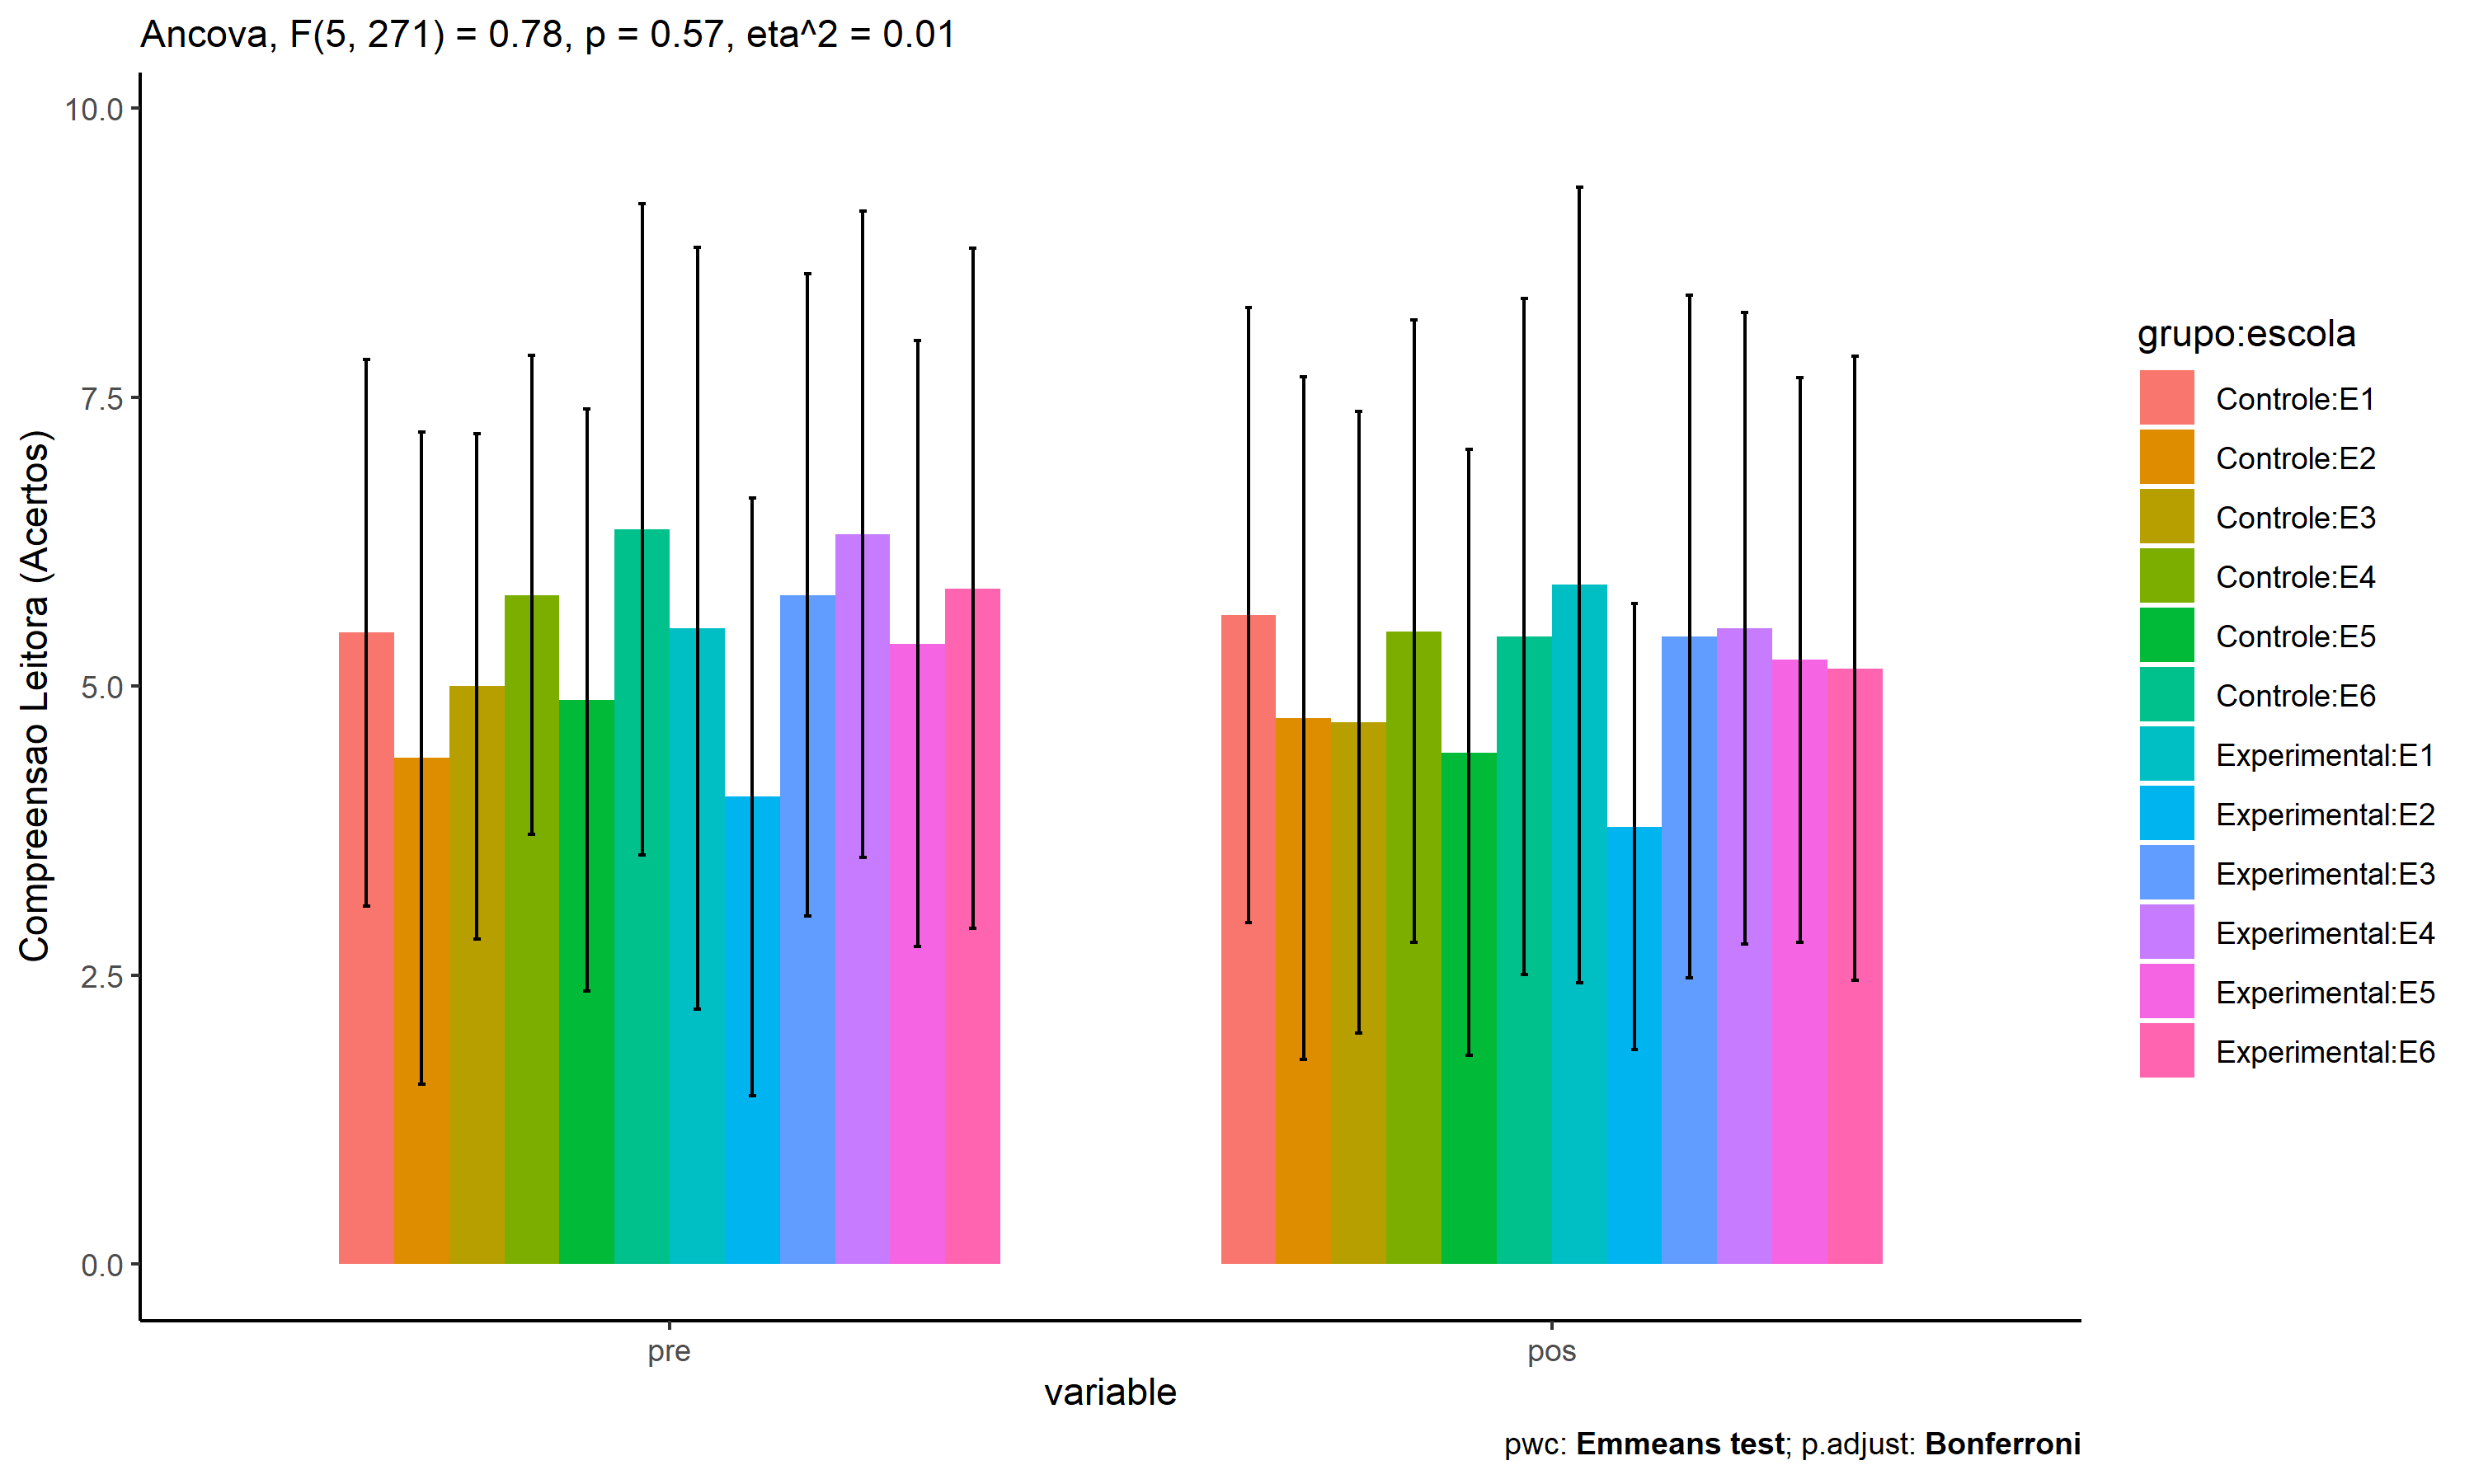 Ancova, F(5, 271) = 0.78, p = 0.57, eta^2 = 0.01
Compreensao Leitora (Acertos)
10.0
7.5
5.0
2.5
0.0
pre
pos
variable
grupo:escola
Controle:E1
Controle:E2
Controle:E3
Controle:E4
Controle:E5
Controle:E6
Experimental:E1
Experimental:E2
Experimental:E3
Experimental:E4
Experimental:E5
Experimental:E6
pwc: Emmeans test; p.adjust: Bonferroni